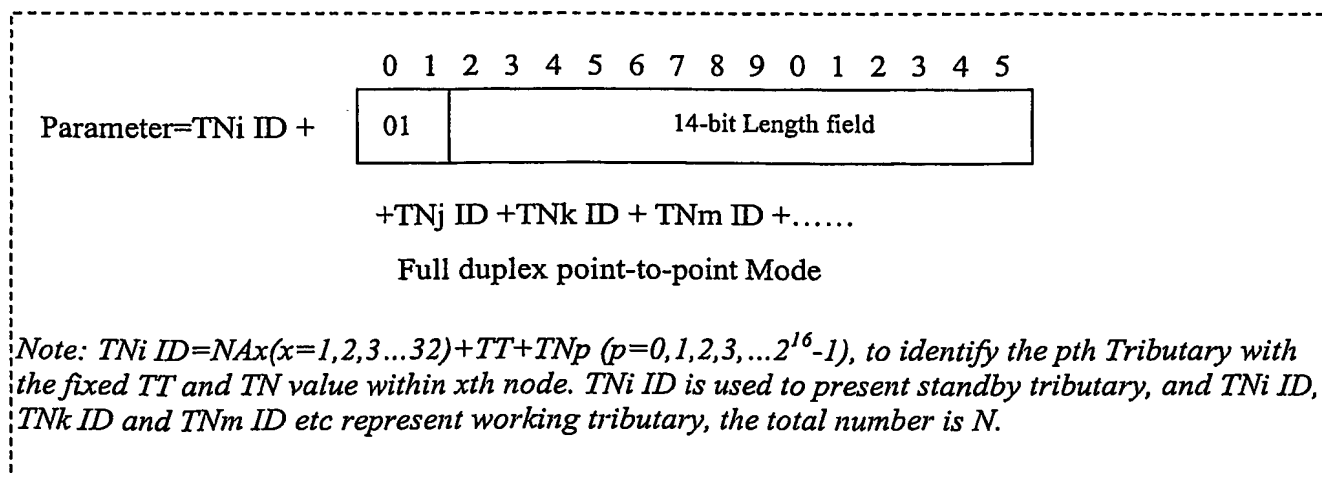 0 1 2 3 4 5 6 7 8 9 0 1 2 3 4 5
Parameter=TNi ID + 01 14-bit Length field
+TNj ID +TNk ID + TNm ID +......
Full duplex point-to-point Mode
Note: TNi ID=NAx(x=1,2,3...32)+TT+TNp (p=0,1,2,3,...2^16-1), to identify the pth Tributary with
the fixed TT and TN value within xth node. TNi ID is used to present standby tributary, and TNi ID,
TNk ID and TNm ID etc represent working tributary, the total number is N.